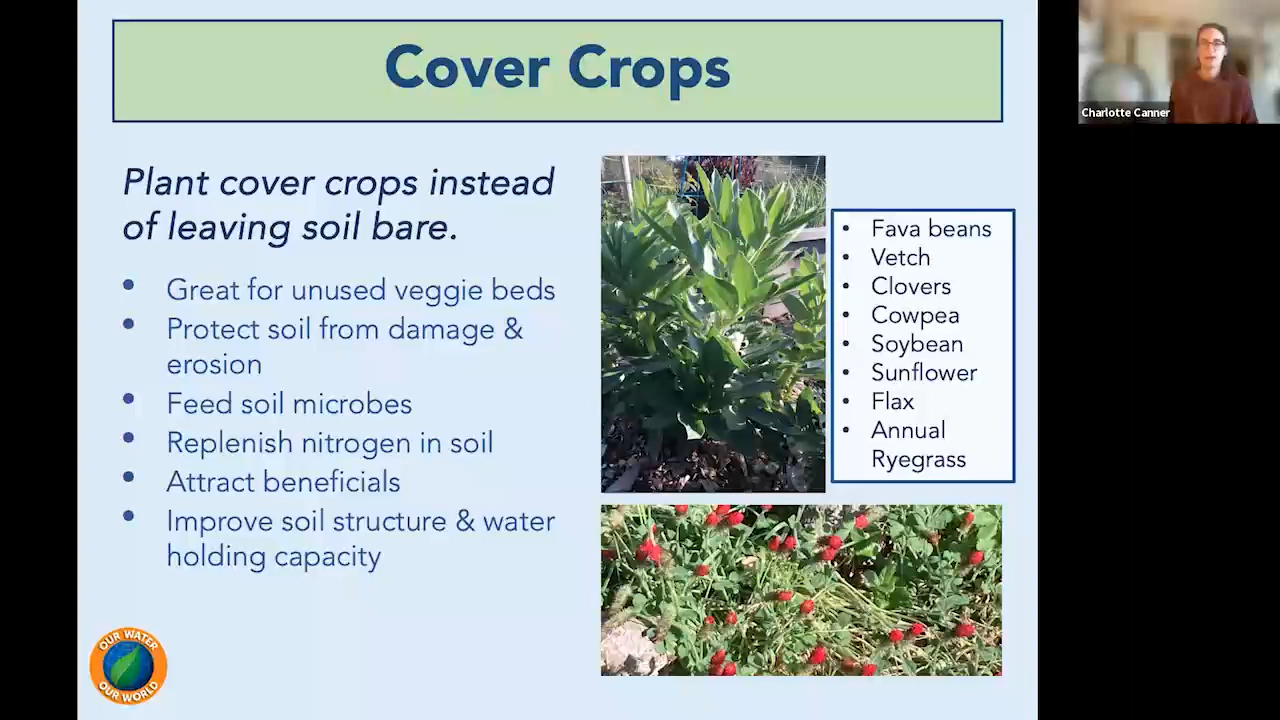 Cover Crops
Charlotte Canner
Plant cover crops instead
of leaving soil bare.
• Great for unused veggie beds
• Protect soil from damage &
erosion
• Feed soil microbes
• Replenish nitrogen in soil
• Attract beneficials
• Improve soil structure & water
holding capacity
• Fava beans
• Vetch
• Clovers
• Cowpea
• Soybean
• Sunflower
• Flax
• Annual
Ryegrass
OUR WATER
OUR WORLD